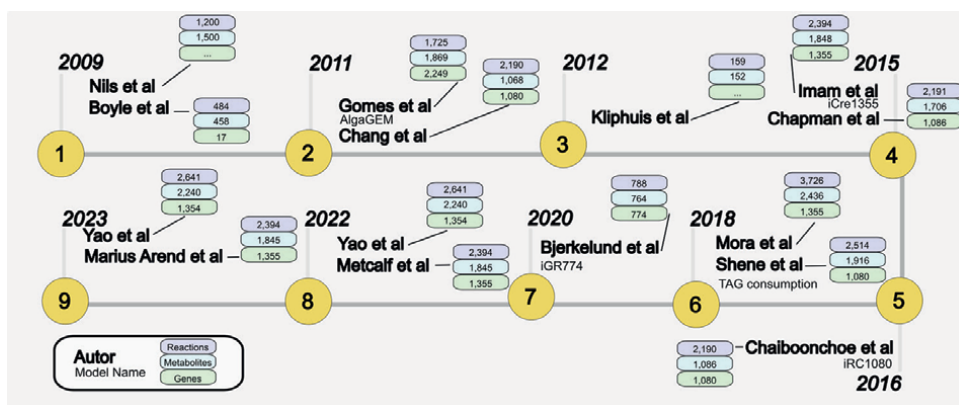 2009
Nils et al
1,200
1,500
...
Boyle et al
484
458
17
1
2011
Gomes et al
AlgaGEM
1,725
1,869
2,249
Chang et al
2,190
1,068
1,080
2
2012
Kliphuis et al
159
152
...
3
2015
2,394
1,848
1,355
Imam et al
iCre1355
Chapman et al
2,191
1,706
1,086
4
2023
Yao et al
2,641
2,240
1,354
Marius Arend et al
2,394
1,845
1,355
9
2022
Yao et al
2,641
2,240
1,354
Metcalf et al
2,394
1,845
1,355
8
2020
Bjerkelund et al
iGR774
788
764
774
7
2018
Mora et al
3,726
2,436
1,355
Shene et al
TAG consumption
2,514
1,916
1,080
6
5
2,190
1,086
1,080
Chaiboonchoe et al
iRC1080
2016
Autor
Model Name
Reactions
Metabolites
Genes